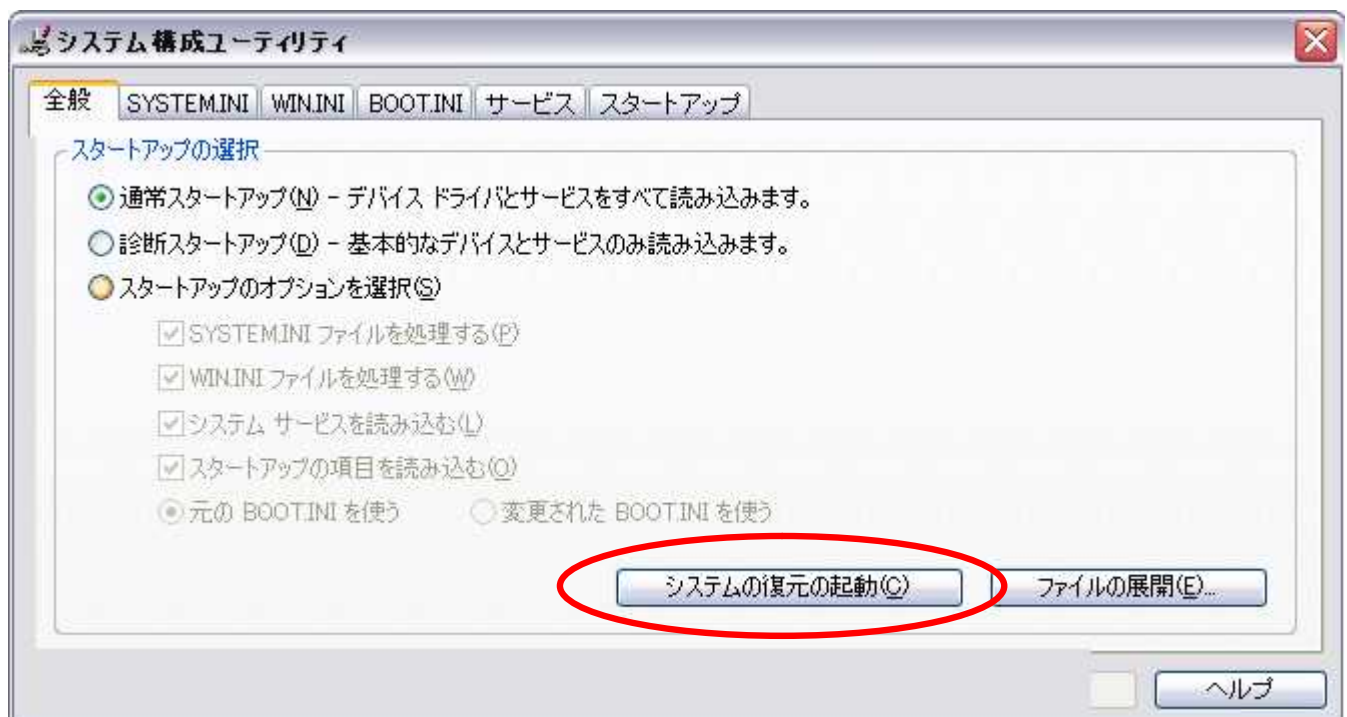 システム構成ユーティリティ
全般 SYSTEM.INI WIN.INI BOOT.INI サービス スタートアップ
スタートアップの選択
通常スタートアップ(N) - デバイス ドライバとサービスをすべて読み込みます。
診断スタートアップ(D) - 基本的なデバイスとサービスのみ読み込みます。
スタートアップのオプションを選択(S)
SYSTEM.INI ファイルを処理する(P)
WIN.INI ファイルを処理する(W)
システム サービスを読み込む(L)
スタートアップの項目を読み込む(O)
元の BOOT.INI を使う 変更された BOOT.INI を使う
システムの復元の起動(C) ファイルの展開(E)...
ヘルプ